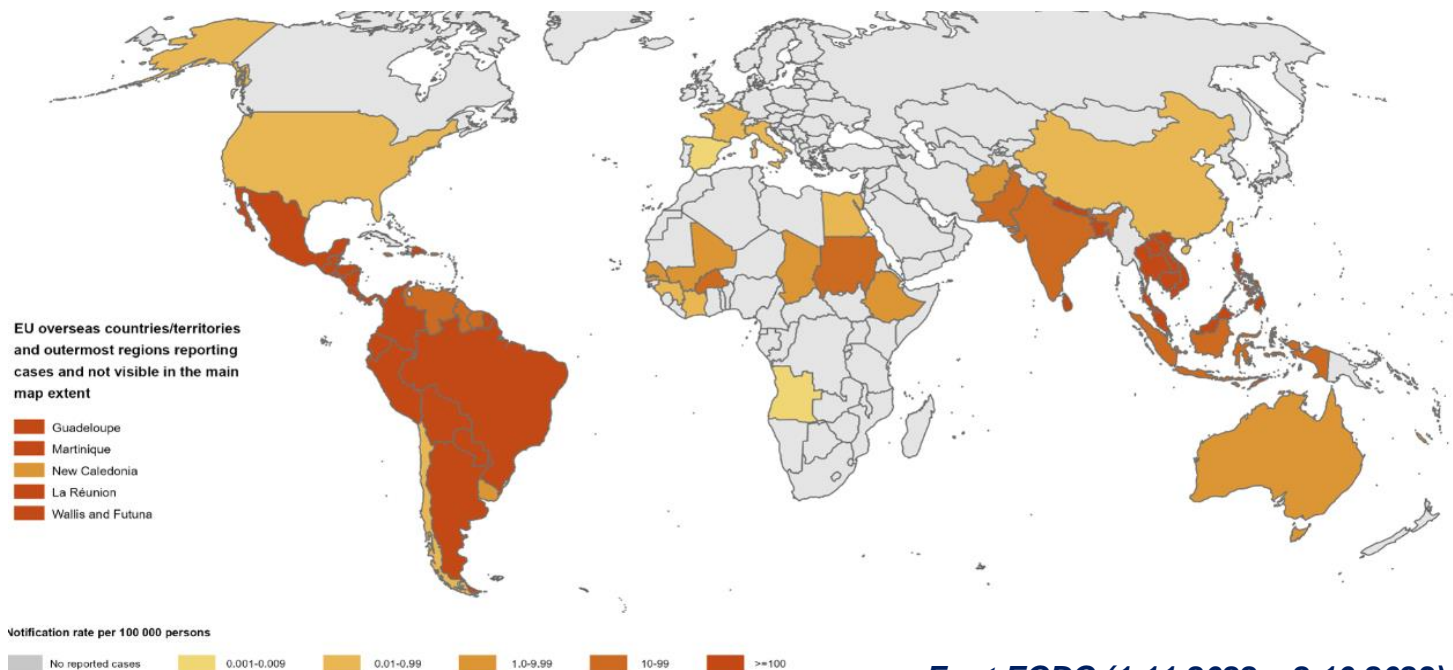 EU overseas countries/territories
and outermost regions reporting
cases and not visible in the main
map extent
Guadeloupe
Martinique
New Caledonia
La Réunion
Wallis and Futuna
Notification rate per 100 000 persons
No reported cases 0.001-0.009 0.01-0.99 1.0-9.99 10-99 >=100